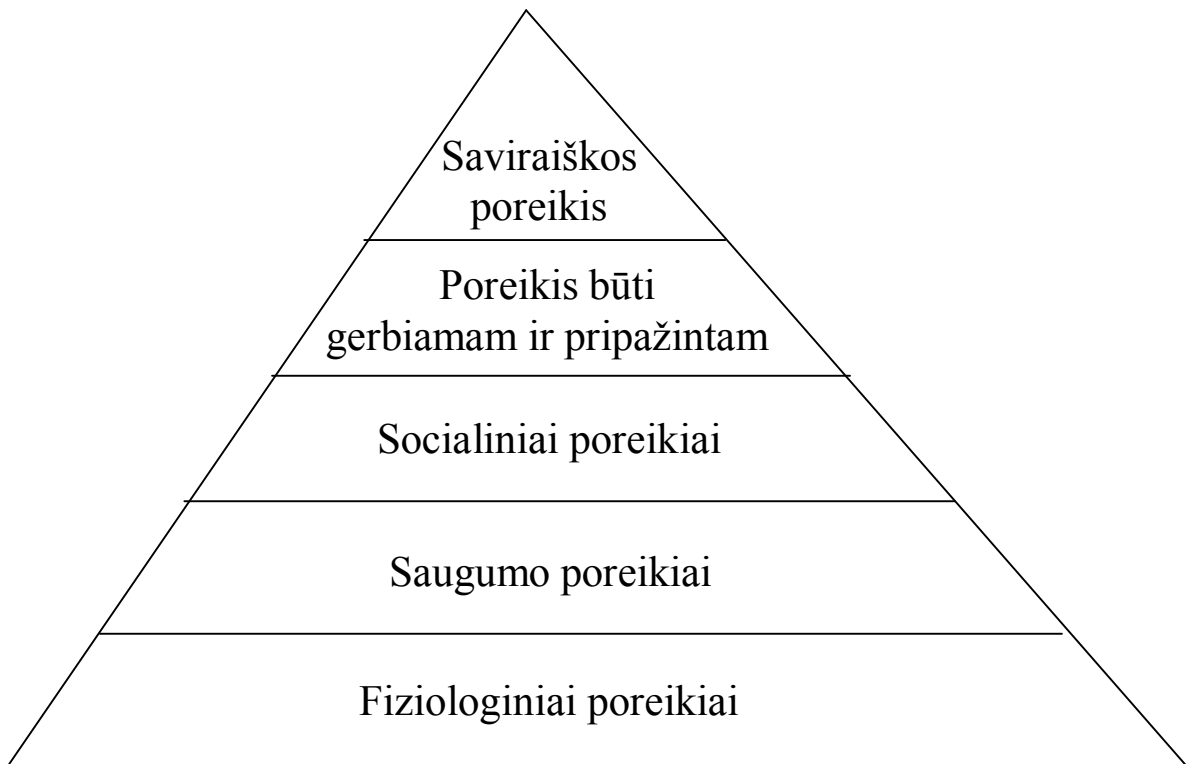 Saviraiškos
poreikis
Poreikis būti
gerbiamam ir pripažintam
Socialiniai poreikiai
Saugumo poreikiai
Fiziologiniai poreikiai